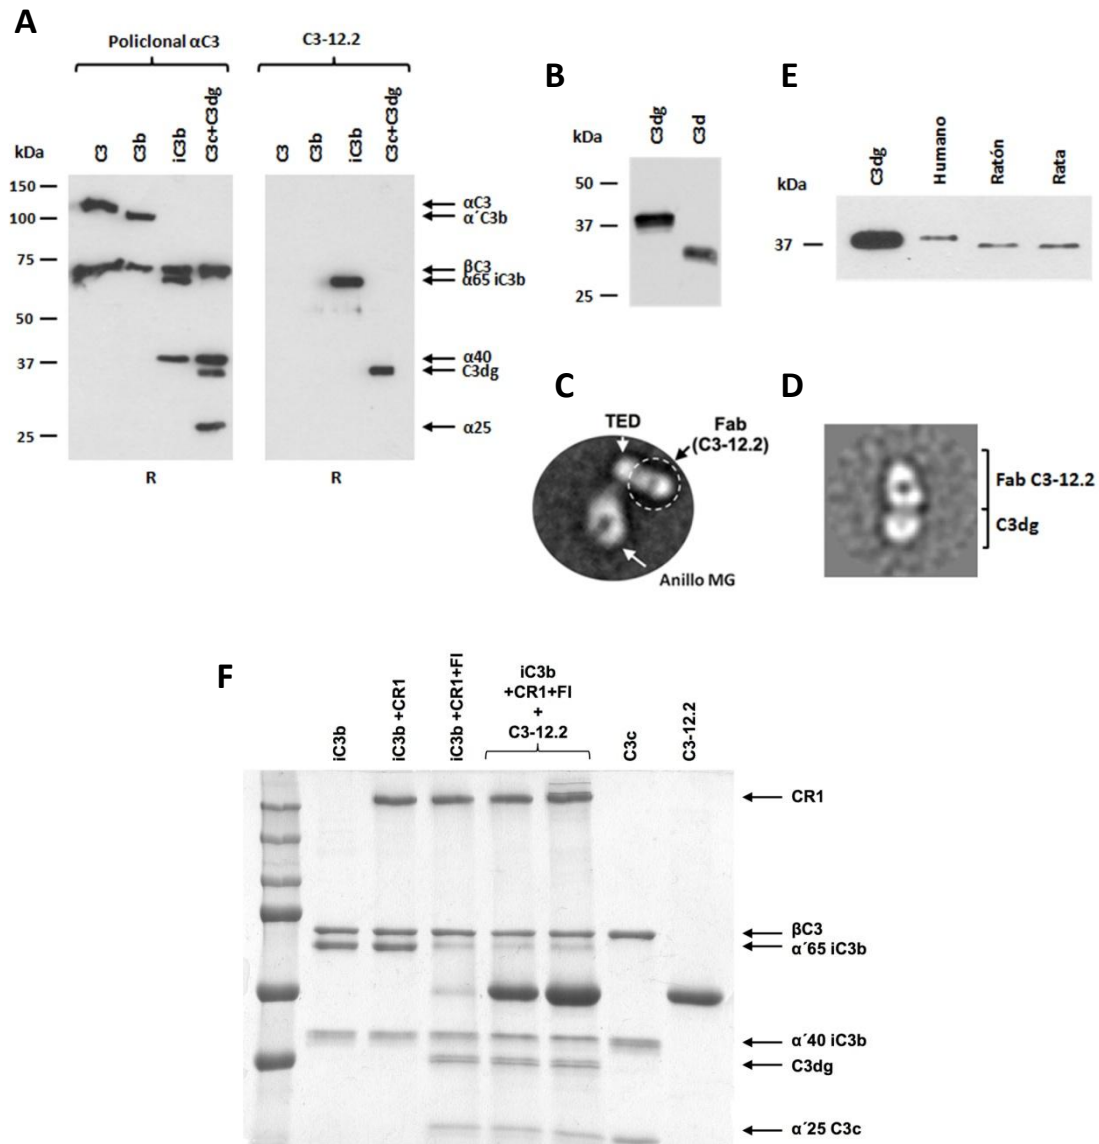 A
Policlonal αC3
C3-12.2
kDa
C3
C3b
iC3b
C3c+C3dg
C3
C3b
iC3b
C3c+C3dg
150
100
75
50
37
25
αC3
α´C3b
βC3
α65 iC3b
α40
C3dg
α25
R
R
B
kDa
C3dg
C3d
50
37
25
E
kDa
C3dg
Humano
Ratón
Rata
37
C
TED
Fab
(C3-12.2)
Anillo MG
D
Fab C3-12.2
C3dg
F
iC3b
iC3b +CR1
iC3b +CR1+FI
iC3b
+CR1+FI
+
C3-12.2
C3c
C3-12.2
CR1
βC3
α´65 iC3b
α´40 iC3b
C3dg
α´25 C3c